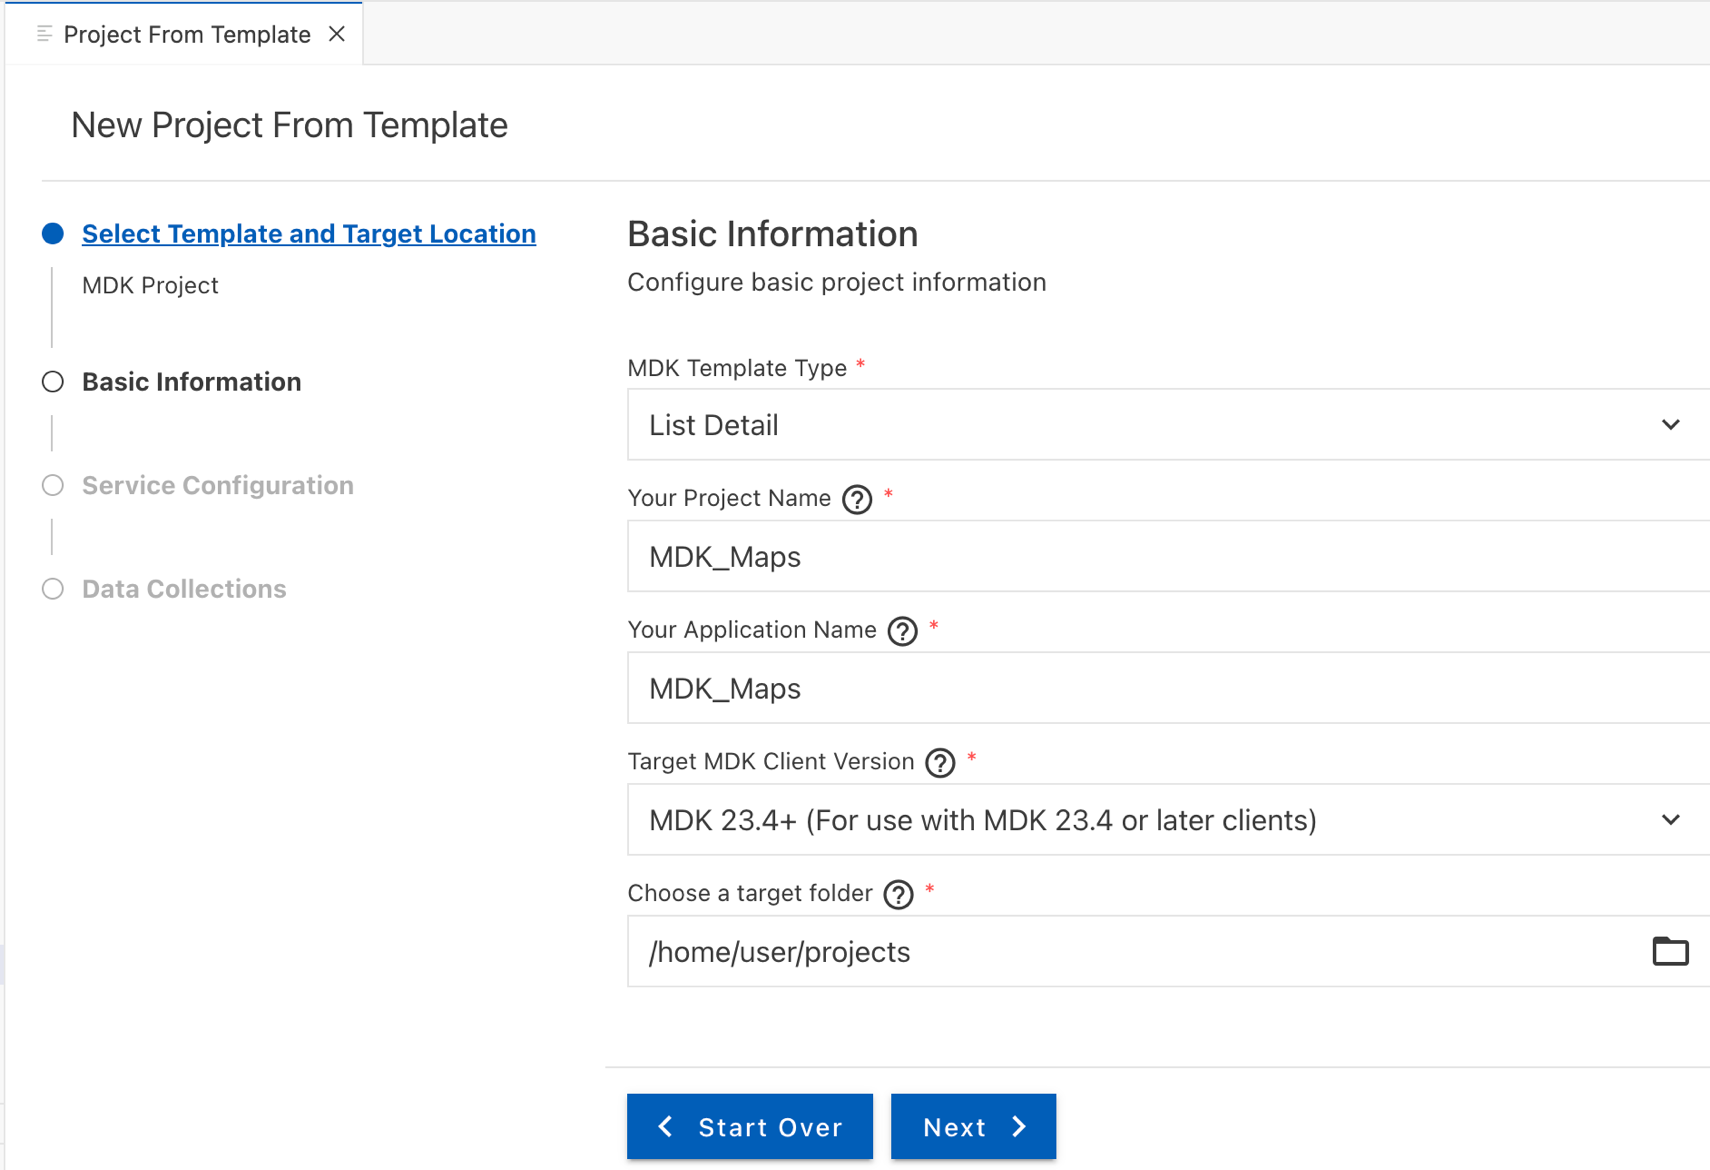 Project From Template
New Project From Template
Select Template and Target Location
MDK Project
Basic Information
Service Configuration
Data Collections
Basic Information
Configure basic project information
MDK Template Type *
List Detail
Your Project Name ? *
MDK_Maps
Your Application Name ? *
MDK_Maps
Target MDK Client Version ? *
MDK 23.4+ (For use with MDK 23.4 or later clients)
Choose a target folder ? *
/home/user/projects
Start Over
Next